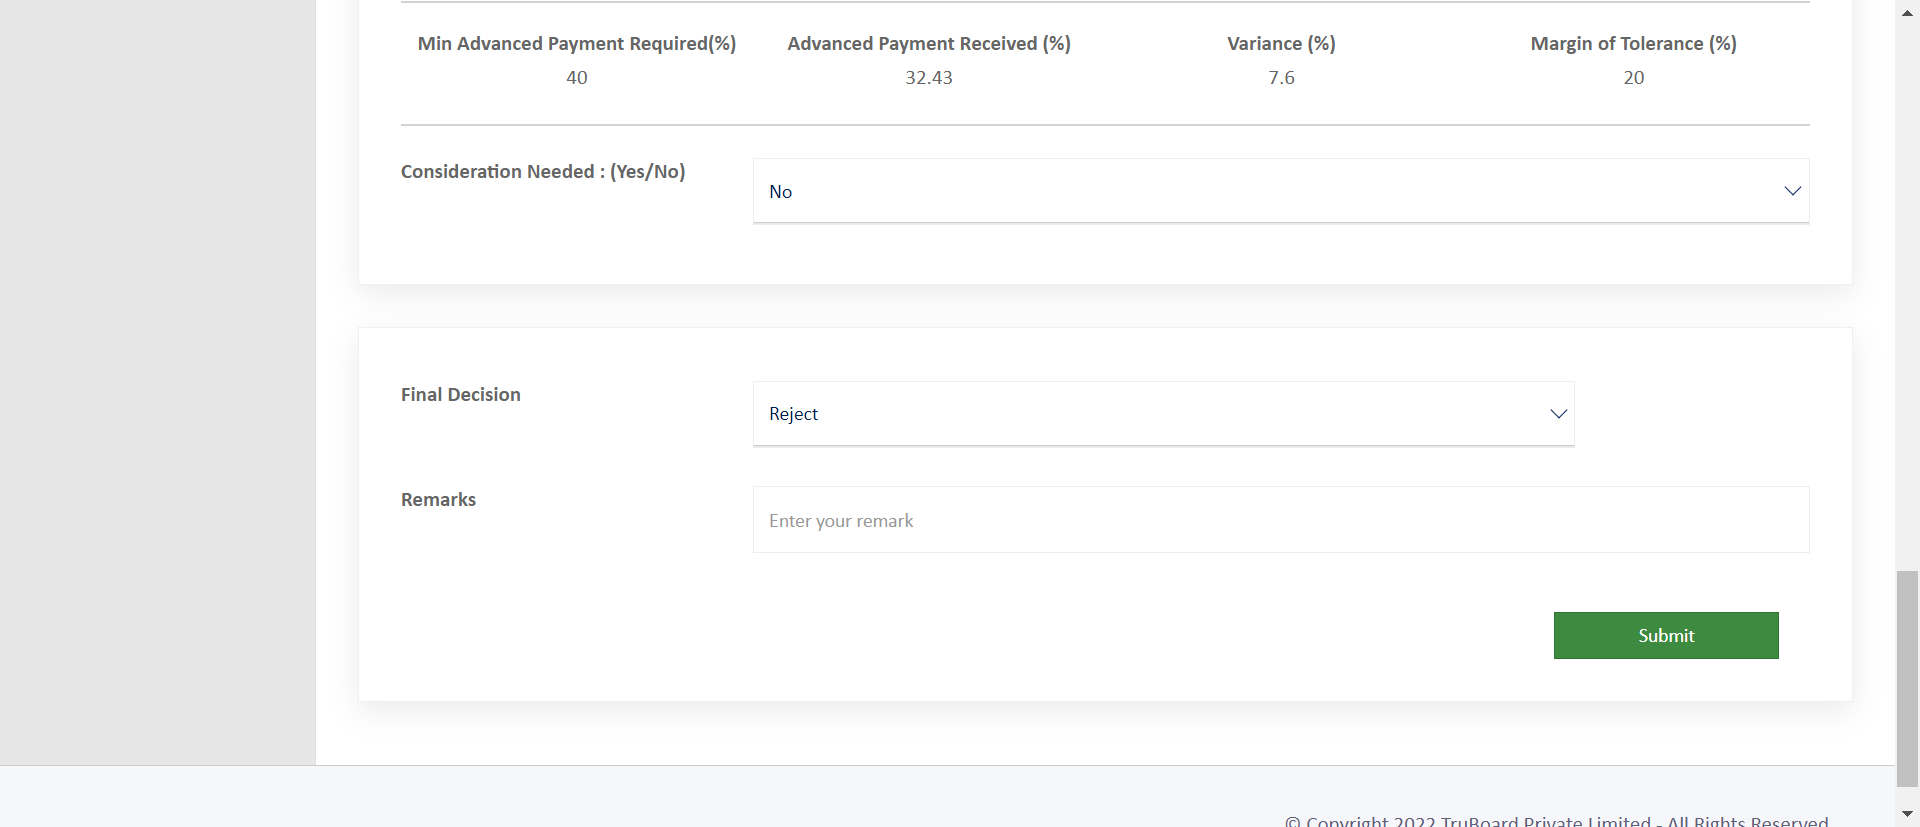 Min Advanced Payment Required(%) Advanced Payment Received (%) Variance (%) Margin of Tolerance (%)
40 32.43 7.6 20
Consideration Needed : (Yes/No) No
Final Decision Reject
Remarks Enter your remark
Submit
© Copyright 2022 TruBoard Private Limited - All Rights Reserved